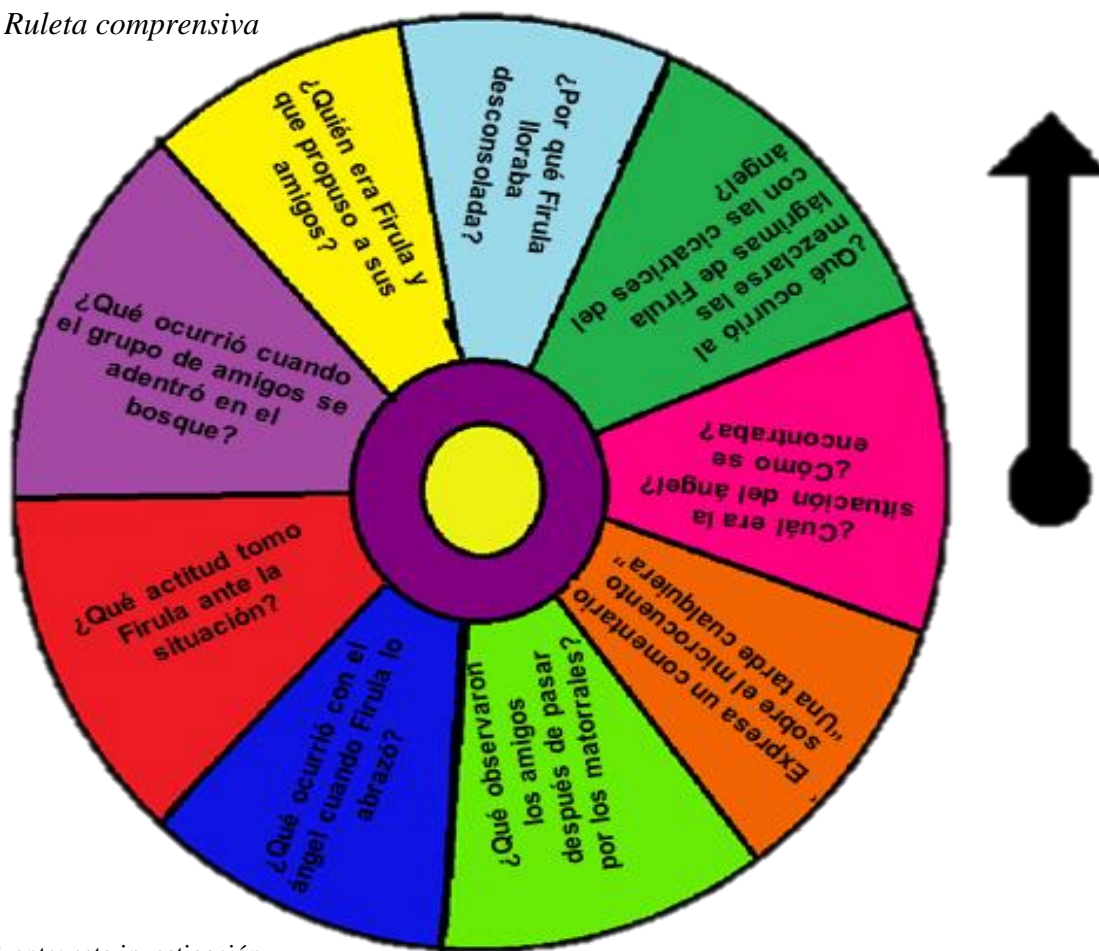 Ruleta comprensiva
¿Quién era Firula y
que propuso a sus
amigos?
¿Por qué Firula
lloraba
desconsolada?
¿Qué ocurrió al
mezclarse las
lágrimas de Firula
con las cicatrices del
ángel?
¿Cuál era la
situación del ángel?
¿Cómo se
encontraba?
Expresa un comentario
sobre el microcuento
“Una tarde cualquiera”
¿Qué observaron
los amigos
después de pasar
por los matorrales?
¿Qué ocurrió con el
ángel cuando Firula lo
abrazó?
¿Qué actitud tomo
Firula ante la
situación?
¿Qué ocurrió cuando
el grupo de amigos se
adentró en el
bosque?